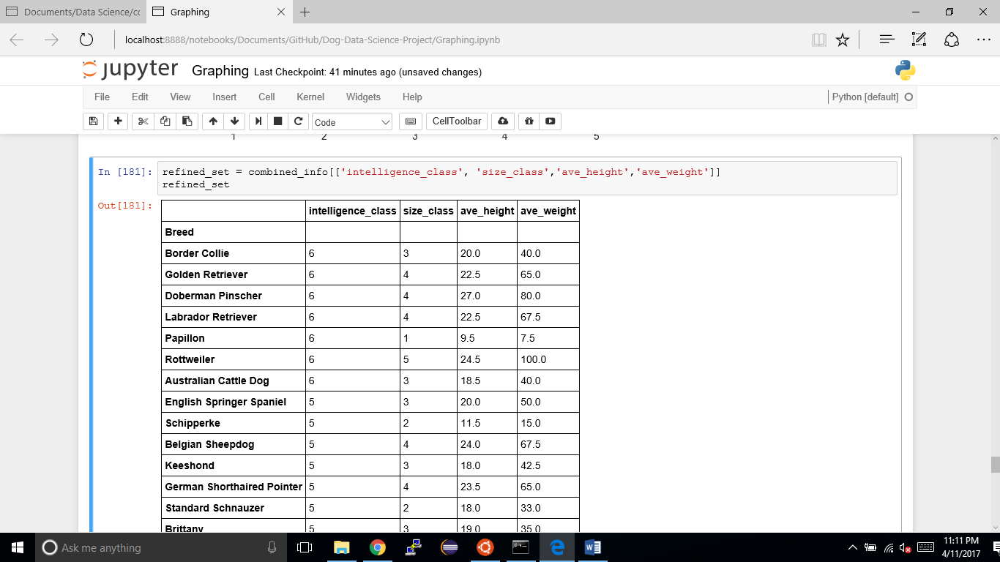 Documents/Data Science/cc
Graphing
localhost:8888/notebooks/Documents/GitHub/Dog-Data-Science-Project/Graphing.ipynb
jupyter Graphing Last Checkpoint: 41 minutes ago (unsaved changes)
File Edit View Insert Cell Kernel Widgets Help Python [default]
Code CellToolbar
1 2 3 4 5
In [181]: refined_set = combined_info[['intelligence_class', 'size_class','ave_height','ave_weight']]
refined_set
Out[181]:
intelligence_class size_class ave_height ave_weight
Breed
Border Collie 6 3 20.0 40.0
Golden Retriever 6 4 22.5 65.0
Doberman Pinscher 6 4 27.0 80.0
Labrador Retriever 6 4 22.5 67.5
Papillon 6 1 9.5 7.5
Rottweiler 6 5 24.5 100.0
Australian Cattle Dog 6 3 18.5 40.0
English Springer Spaniel 5 3 20.0 50.0
Schipperke 5 2 11.5 15.0
Belgian Sheepdog 5 4 24.0 67.5
Keeshond 5 3 18.0 42.5
German Shorthaired Pointer 5 4 23.5 65.0
Standard Schnauzer 5 2 18.0 33.0
Brittany 5 3 19.0 35.0
Ask me anything
11:11 PM
4/11/2017